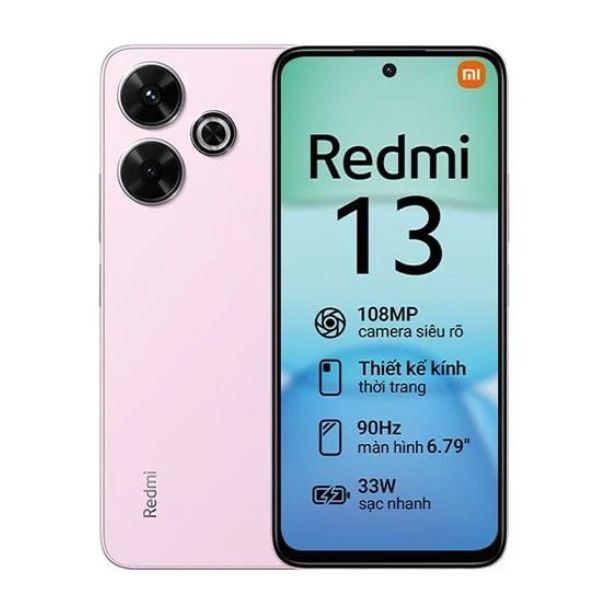 mi
Redmi
13
108MP
camera siêu rõ
Thiết kế kính
thời trang
90Hz
màn hình 6.79"
33W
sạc nhanh
Redmi